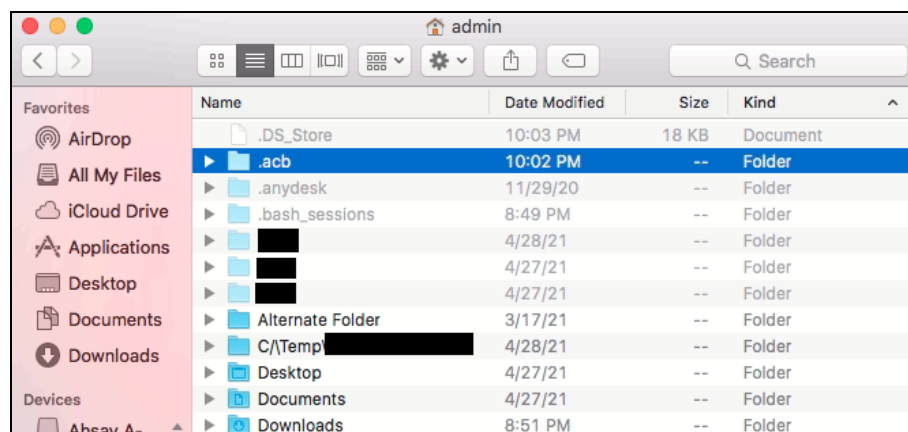 admin
Search
Favorites
AirDrop
All My Files
iCloud Drive
Applications
Desktop
Documents
Downloads
Devices
Ahsay A-
Name Date Modified Size Kind
.DS_Store 10:03 PM 18 KB Document
.acb 10:02 PM -- Folder
.anydesk 11/29/20 -- Folder
.bash_sessions 8:49 PM -- Folder
4/28/21 -- Folder
4/27/21 -- Folder
4/27/21 -- Folder
Alternate Folder 3/17/21 -- Folder
C/\Temp\ 4/28/21 -- Folder
Desktop 4/27/21 -- Folder
Documents 4/27/21 -- Folder
Downloads 8:51 PM -- Folder